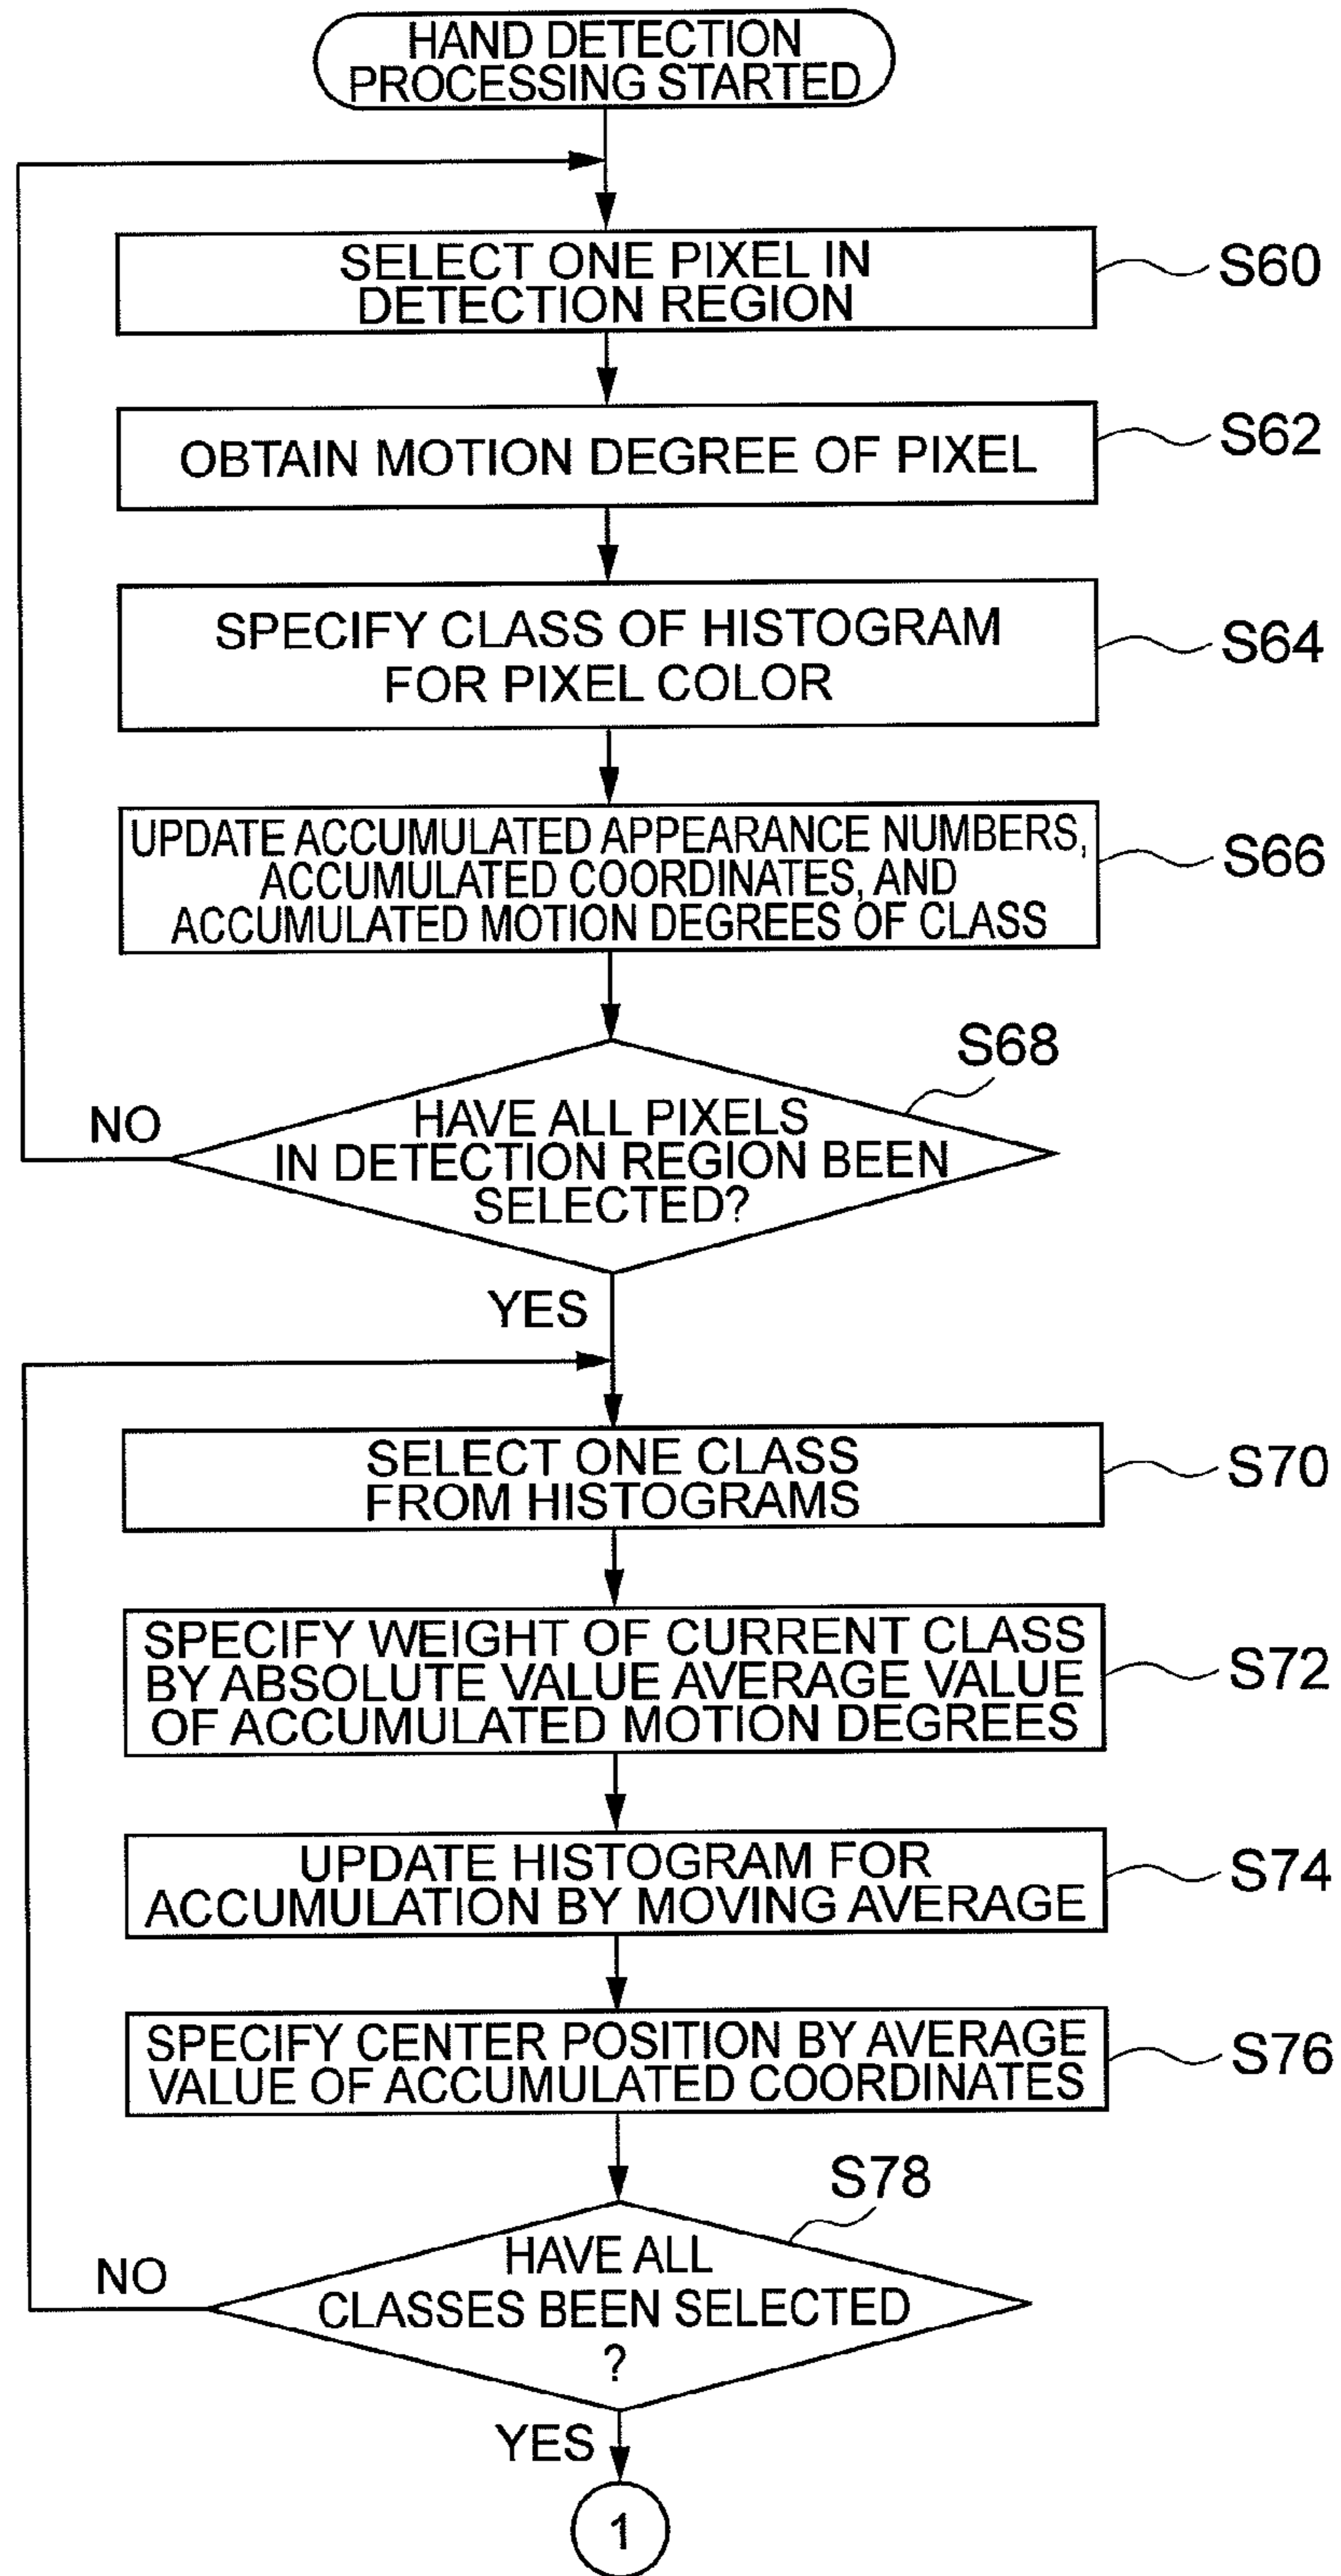 HAND DETECTION
PROCESSING STARTED
SELECT ONE PIXEL IN
DETECTION REGION
S60
OBTAIN MOTION DEGREE OF PIXEL
S62
SPECIFY CLASS OF HISTOGRAM
FOR PIXEL COLOR
S64
UPDATE ACCUMULATED APPEARANCE NUMBERS,
ACCUMULATED COORDINATES, AND
ACCUMULATED MOTION DEGREES OF CLASS
S66
S68
HAVE ALL PIXELS
IN DETECTION REGION BEEN
SELECTED?
NO
YES
SELECT ONE CLASS
FROM HISTOGRAMS
S70
SPECIFY WEIGHT OF CURRENT CLASS
BY ABSOLUTE VALUE AVERAGE VALUE
OF ACCUMULATED MOTION DEGREES
S72
UPDATE HISTOGRAM FOR
ACCUMULATION BY MOVING AVERAGE
S74
SPECIFY CENTER POSITION BY AVERAGE
VALUE OF ACCUMULATED COORDINATES
S76
S78
HAVE ALL
CLASSES BEEN SELECTED
?
NO
YES
1